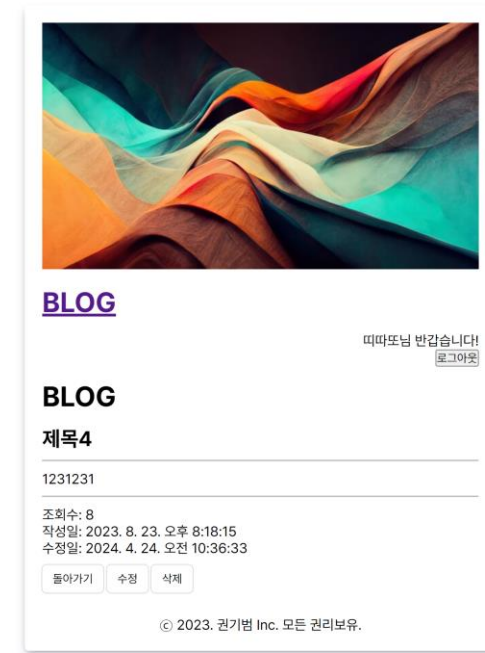 BLOG
띠따또님 반갑습니다!
로그아웃
BLOG
제목4
1231231
조회수: 8
작성일: 2023. 8. 23. 오후 8:18:15
수정일: 2024. 4. 24. 오전 10:36:33
돌아가기 수정 삭제
ⓒ 2023. 권기범 Inc. 모든 권리보유.